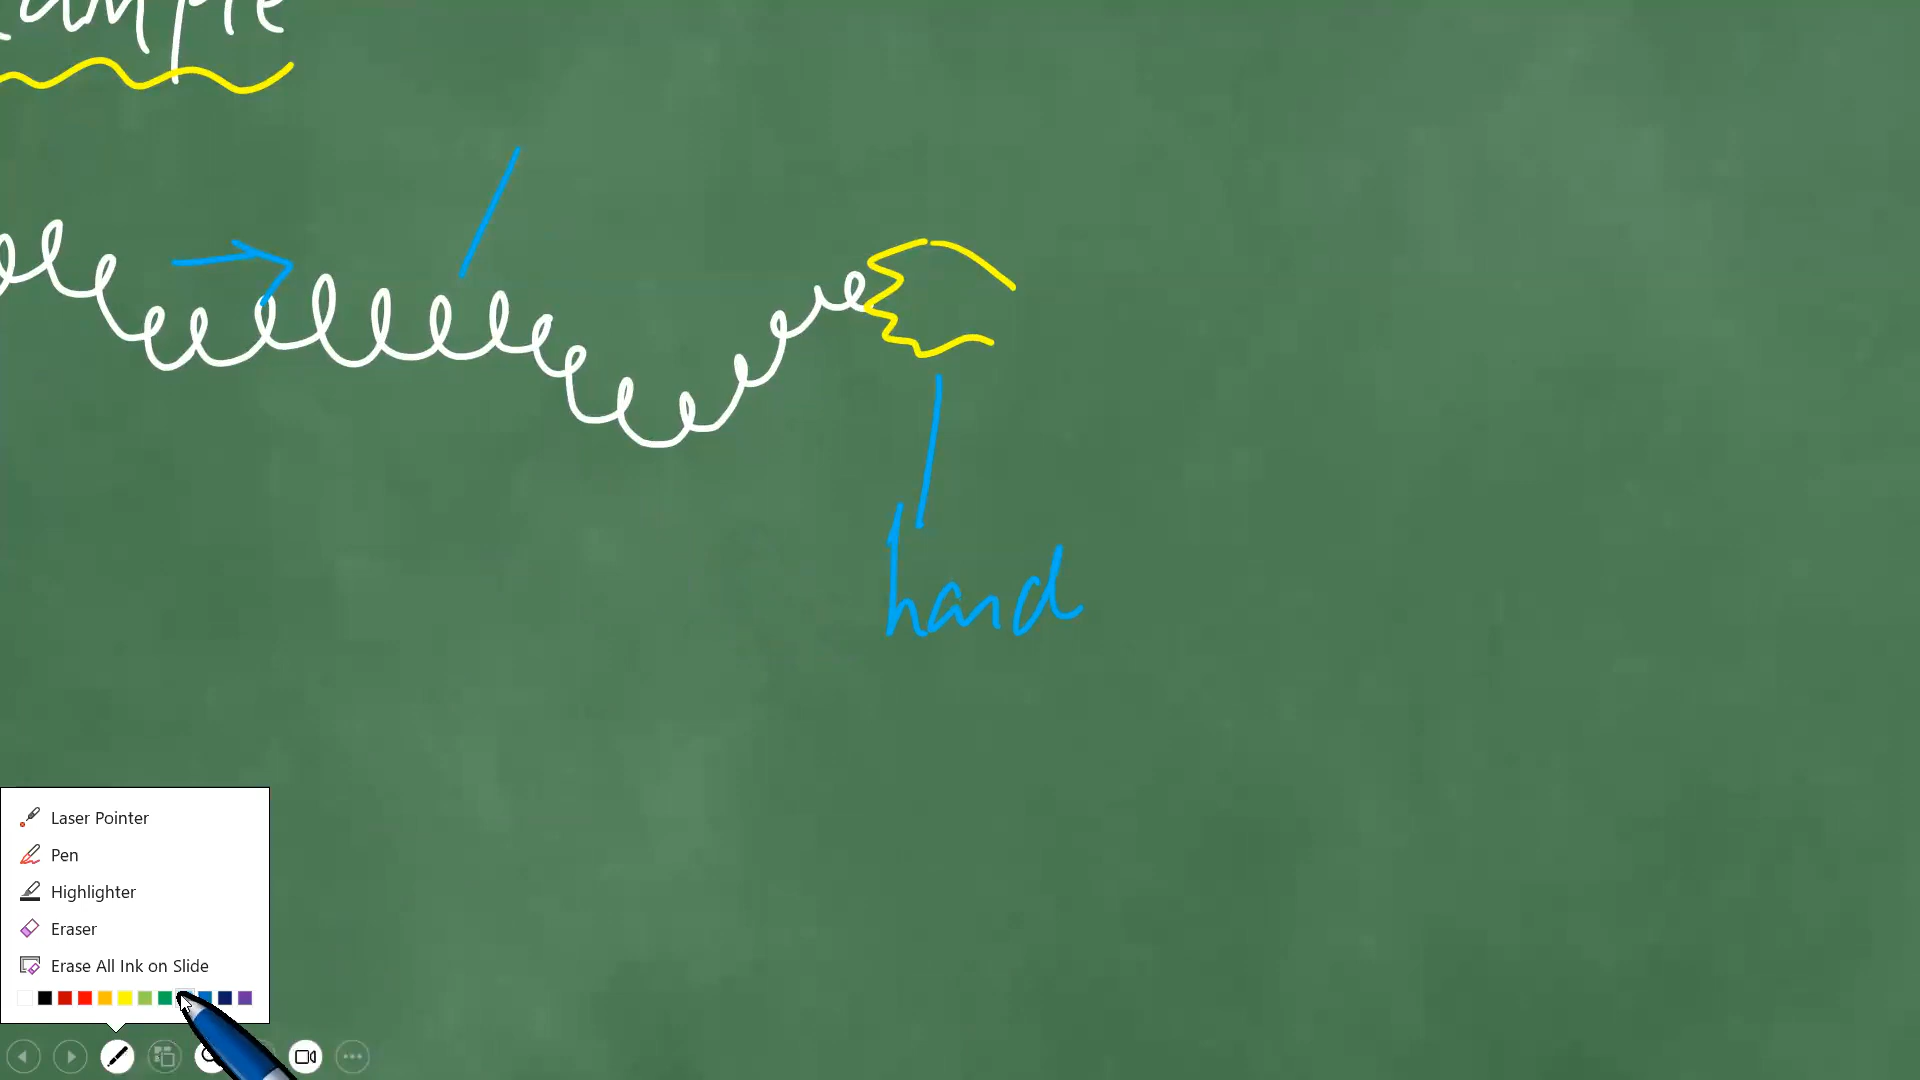 hand
Laser Pointer
Pen
Highlighter
Eraser
Erase All Ink on Slide